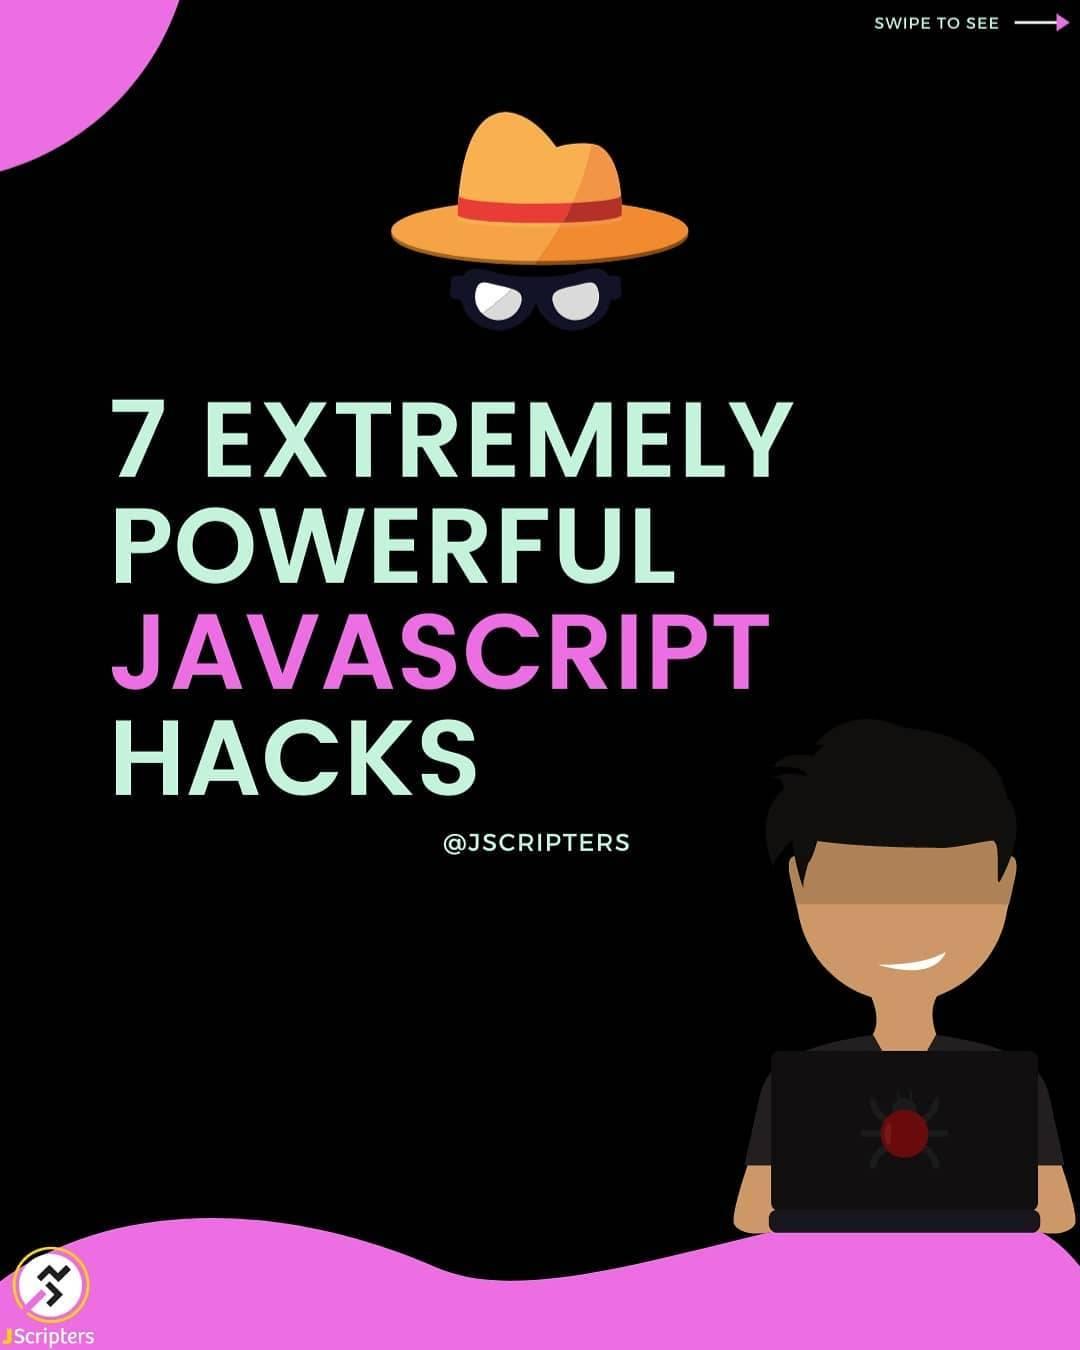 SWIPE TO SEE
7 EXTREMELY
POWERFUL
JAVASCRIPT
HACKS
@JSCRIPTERS
JScripters